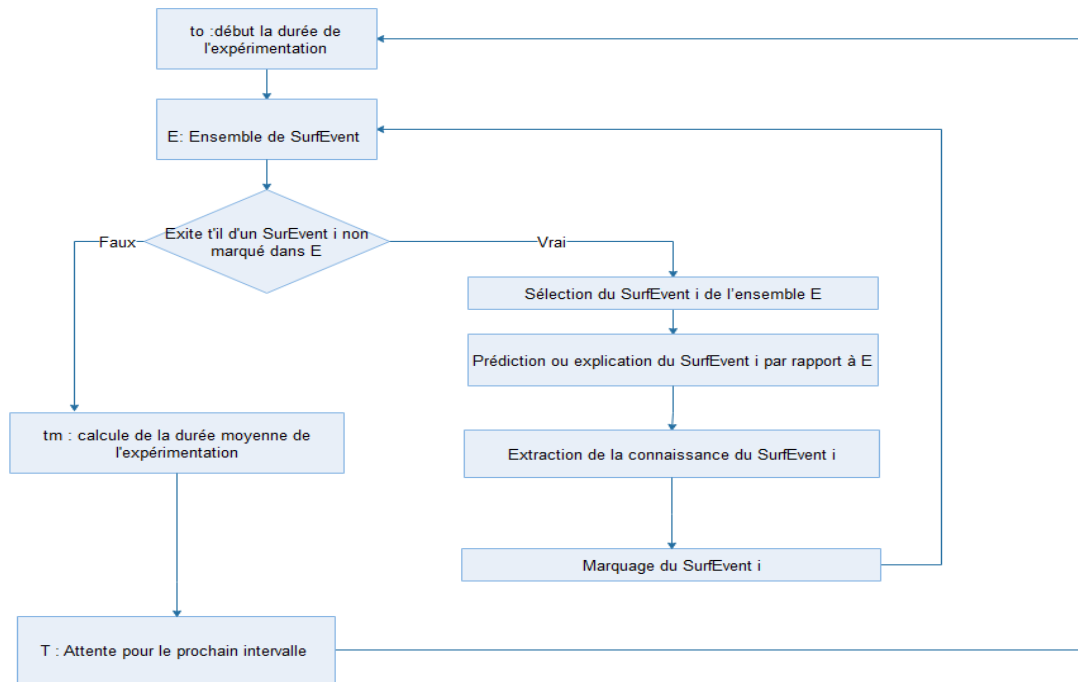 to :début la durée de
l'expérimentation
E: Ensemble de SurfEvent
Exite t'il d'un SurEvent i non
marqué dans E
Faux
Vrai
Sélection du SurfEvent i de l'ensemble E
Prédiction ou explication du SurfEvent i par rapport à E
Extraction de la connaissance du SurfEvent i
Marquage du SurfEvent i
tm : calcule de la durée moyenne de
l'expérimentation
T : Attente pour le prochain intervalle